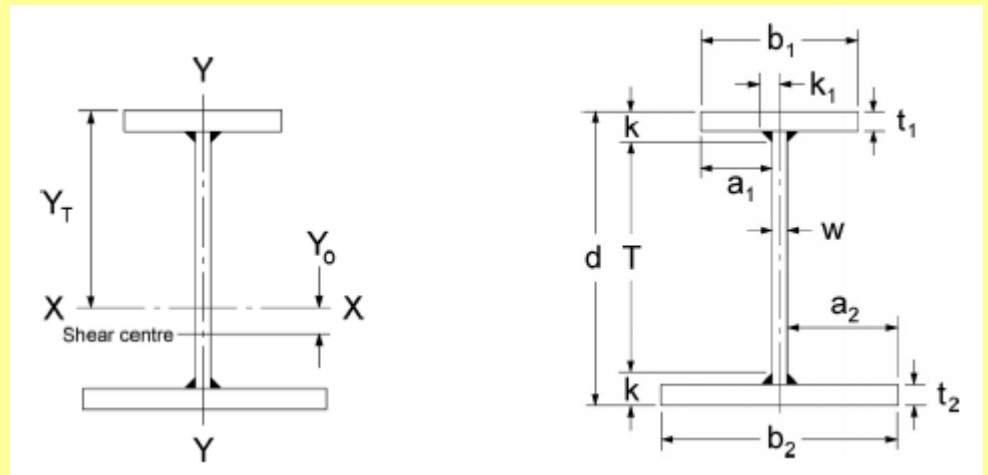 Y
Y_T
Y_0
X
X
Shear centre
Y
b_1
k_1
k
t_1
a_1
w
d
T
a_2
k
t_2
b_2